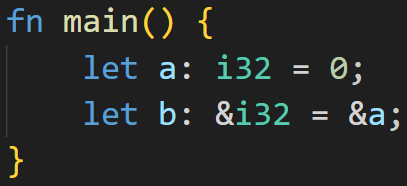 fn main() {
    let a: i32 = 0;
    let b: &i32 = &a;
}